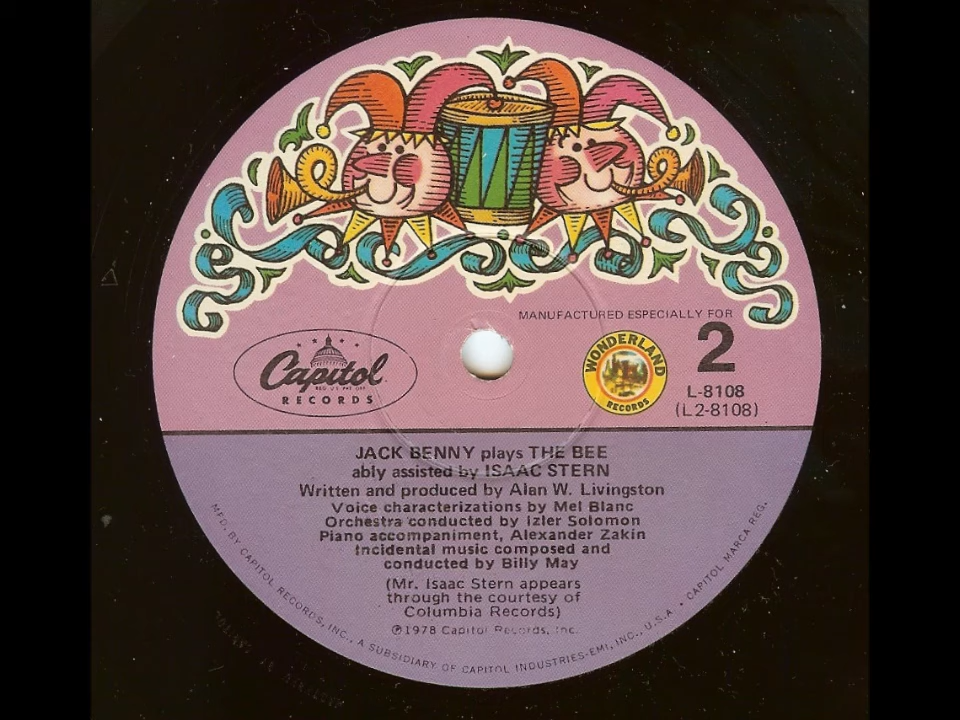 MANUFACTURED ESPECIALLY FOR
2
Capitol
REG. U.S. PAT. OFF.
RECORDS
WONDERLAND
RECORDS
L-8108
(L2-8108)
JACK BENNY plays THE BEE
ably assisted by ISAAC STERN
Written and produced by Alan W. Livingston
Voice characterizations by Mel Blanc
Orchestra conducted by Izler Solomon
Piano accompaniment, Alexander Zakin
Incidental music composed and
conducted by Billy May
(Mr. Isaac Stern appears
through the courtesy of
Columbia Records)
℗1978 Capitol Records, Inc.
MFD. BY CAPITOL RECORDS, INC., A SUBSIDIARY OF CAPITOL INDUSTRIES-EMI, INC., U.S.A. • CAPITOL MARCA REG.